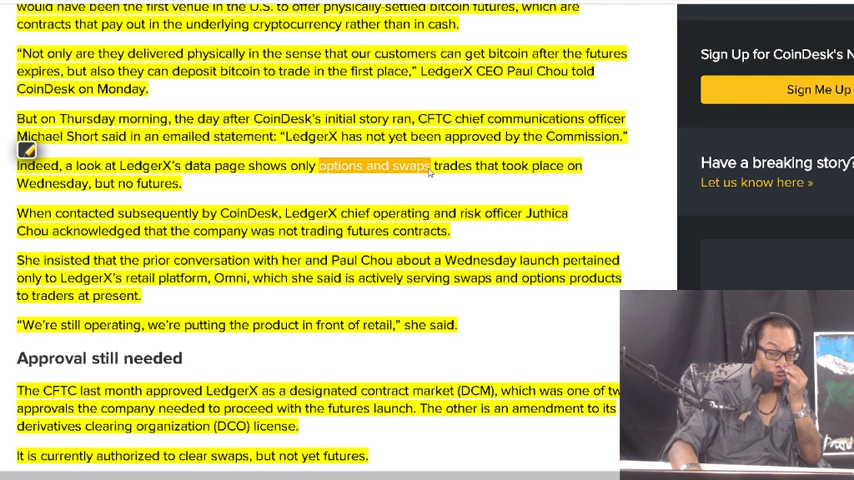 would have been the first venue in the U.S. to offer physically-settled bitcoin futures, which are
contracts that pay out in the underlying cryptocurrency rather than in cash.
“Not only are they delivered physically in the sense that our customers can get bitcoin after the futures
expires, but also they can deposit bitcoin to trade in the first place,” LedgerX CEO Paul Chou told
CoinDesk on Monday.
But on Thursday morning, the day after CoinDesk’s initial story ran, CFTC chief communications officer
Michael Short said in an emailed statement: “LedgerX has not yet been approved by the Commission.”
Indeed, a look at LedgerX’s data page shows only options and swaps trades that took place on
Wednesday, but no futures.
When contacted subsequently by CoinDesk, LedgerX chief operating and risk officer Juthica
Chou acknowledged that the company was not trading futures contracts.
She insisted that the prior conversation with her and Paul Chou about a Wednesday launch pertained
only to LedgerX’s retail platform, Omni, which she said is actively serving swaps and options products
to traders at present.
“We’re still operating, we’re putting the product in front of retail,” she said.
Approval still needed
The CFTC last month approved LedgerX as a designated contract market (DCM), which was one of tw
approvals the company needed to proceed with the futures launch. The other is an amendment to its
derivatives clearing organization (DCO) license.
It is currently authorized to clear swaps, but not yet futures.
Sign Up for CoinDesk's N
Sign Me Up
Have a breaking story?
Let us know here »